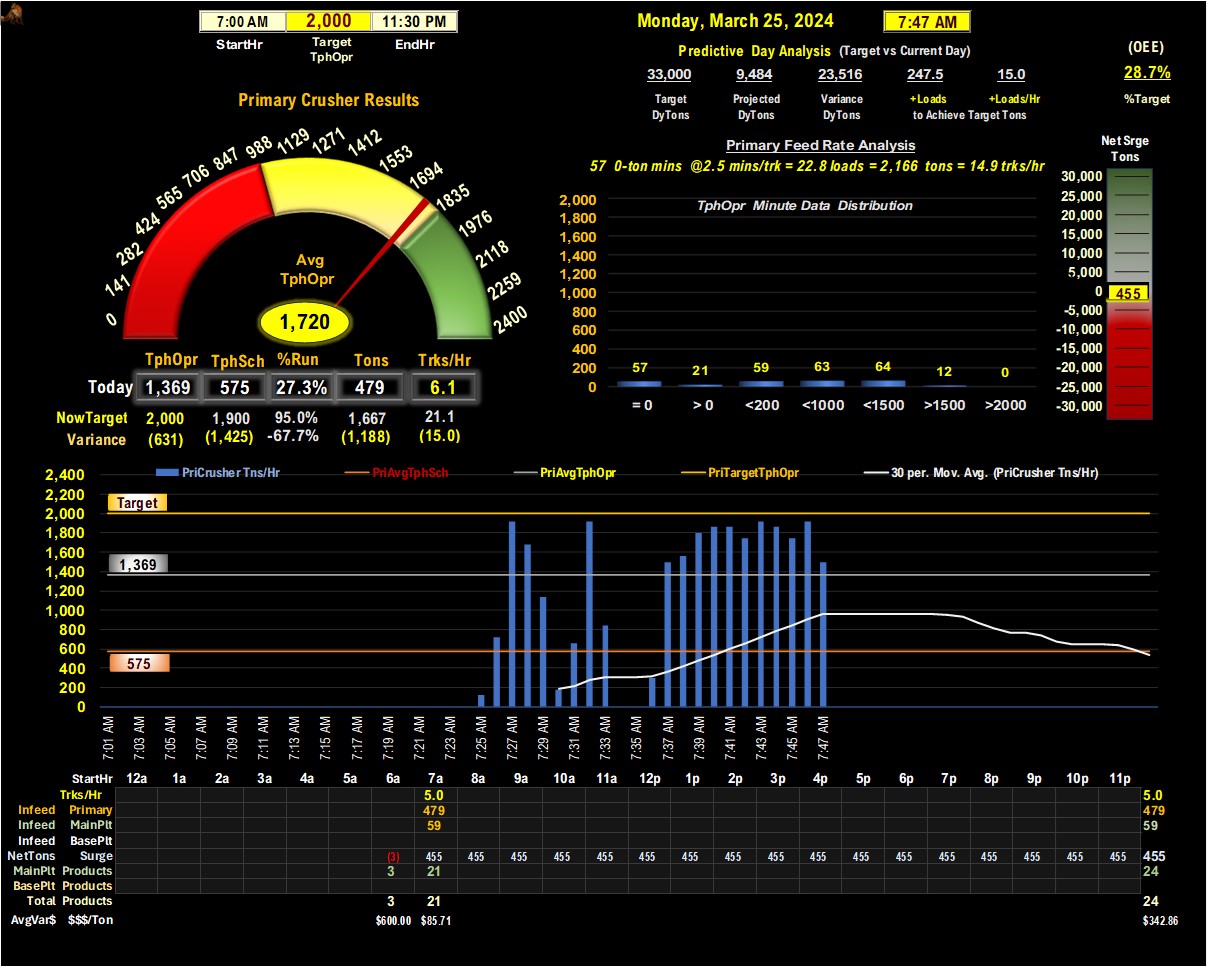 7:00 AM 2,000 11:30 PM
StartHr Target EndHr
TphOpr
Monday, March 25, 2024 7:47 AM
Predictive Day Analysis (Target vs Current Day)
33,000 9,484 23,516 247.5 15.0
Target Projected Variance +Loads +Loads/Hr
DyTons DyTons DyTons to Achieve Target Tons
(OEE)
28.7%
%Target
Primary Crusher Results
0 141 282 424 565 706 847 988 1129 1271 1412 1553 1694 1835 1976 2118 2259 2400
Avg
TphOpr
1,720
TphOpr TphSch %Run Tons Trks/Hr
Today 1,369 575 27.3% 479 6.1
NowTarget 2,000 1,900 95.0% 1,667 21.1
Variance (631) (1,425) -67.7% (1,188) (15.0)
Primary Feed Rate Analysis
57 0-ton mins @2.5 mins/trk = 22.8 loads = 2,166 tons = 14.9 trks/hr
TphOpr Minute Data Distribution
2,000
1,800
1,600
1,400
1,200
1,000
800
600
400
200
0
57 21 59 63 64 12 0
= 0 > 0 <200 <1000 <1500 >1500 >2000
Net Srge
Tons
30,000
25,000
20,000
15,000
10,000
5,000
0 455
-5,000
-10,000
-15,000
-20,000
-25,000
-30,000
PriCrusher Tns/Hr PriAvgTphSch PriAvgTphOpr PriTargetTphOpr 30 per. Mov. Avg. (PriCrusher Tns/Hr)
2,400
2,200
2,000
1,800
1,600
1,400
1,200
1,000
800
600
400
200
0
Target
1,369
575
7:01 AM 7:03 AM 7:05 AM 7:07 AM 7:09 AM 7:11 AM 7:13 AM 7:14 AM 7:15 AM 7:17 AM 7:19 AM 7:21 AM 7:23 AM 7:25 AM 7:27 AM 7:29 AM 7:31 AM 7:33 AM 7:35 AM 7:37 AM 7:39 AM 7:41 AM 7:43 AM 7:45 AM 7:47 AM
StartHr 12a 1a 2a 3a 4a 5a 6a 7a 8a 9a 10a 11a 12p 1p 2p 3p 4p 5p 6p 7p 8p 9p 10p 11p
Trks/Hr 5.0 5.0
Infeed Primary 479 479
Infeed MainPlt 59 59
Infeed BasePlt
NetTons Surge (3) 455 455 455 455 455 455 455 455 455 455 455 455 455 455 455 455 455 455
MainPlt Products 3 21 24
BasePlt Products
Total Products 3 21 24
AvgVar$ $$$/Ton $600.00 $85.71 $342.86